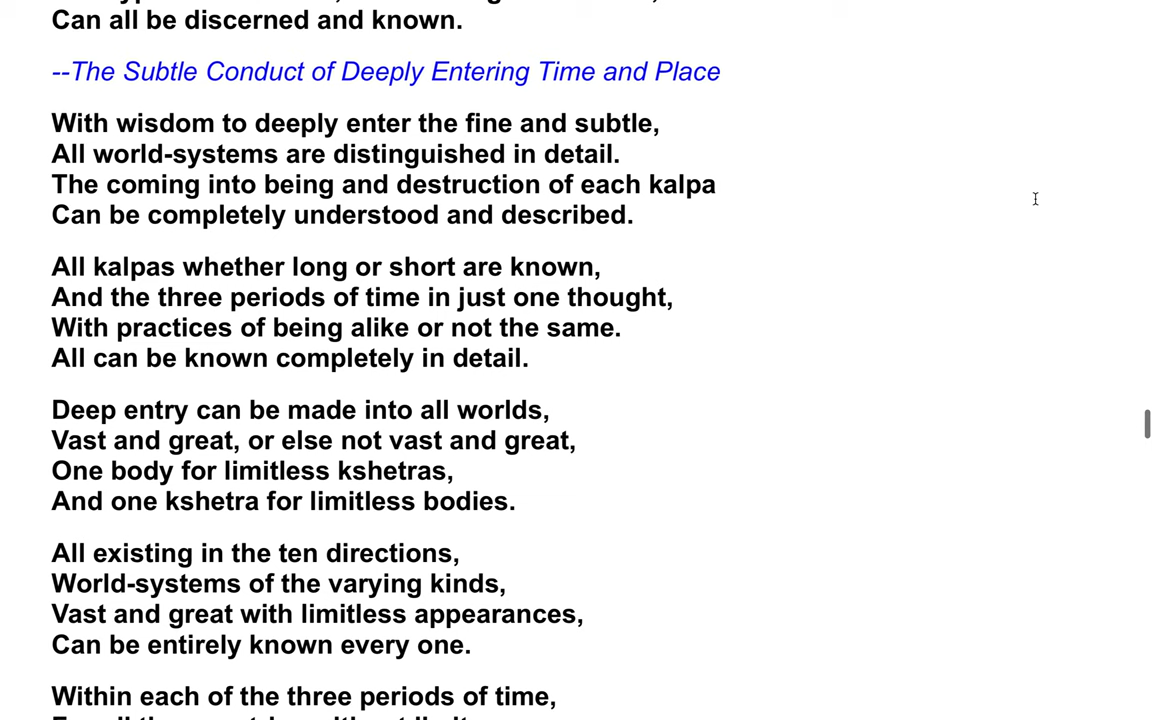 Can all be discerned and known.
--The Subtle Conduct of Deeply Entering Time and Place
With wisdom to deeply enter the fine and subtle,
All world-systems are distinguished in detail.
The coming into being and destruction of each kalpa
Can be completely understood and described.
All kalpas whether long or short are known,
And the three periods of time in just one thought,
With practices of being alike or not the same.
All can be known completely in detail.
Deep entry can be made into all worlds,
Vast and great, or else not vast and great,
One body for limitless kshetras,
And one kshetra for limitless bodies.
All existing in the ten directions,
World-systems of the varying kinds,
Vast and great with limitless appearances,
Can be entirely known every one.
Within each of the three periods of time,